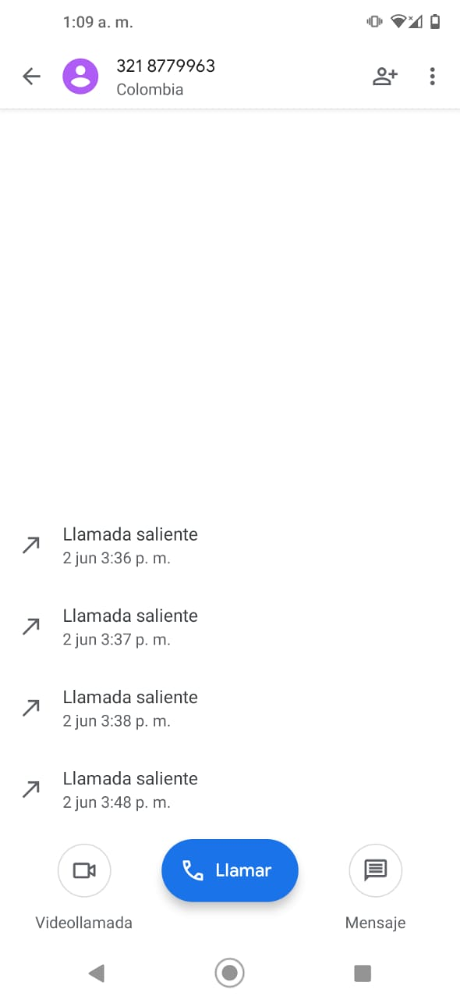 1:09 a. m.
321 8779963
Colombia
Llamada saliente
2 jun 3:36 p. m.
Llamada saliente
2 jun 3:37 p. m.
Llamada saliente
2 jun 3:38 p. m.
Llamada saliente
2 jun 3:48 p. m.
Llamar
Videollamada
Mensaje